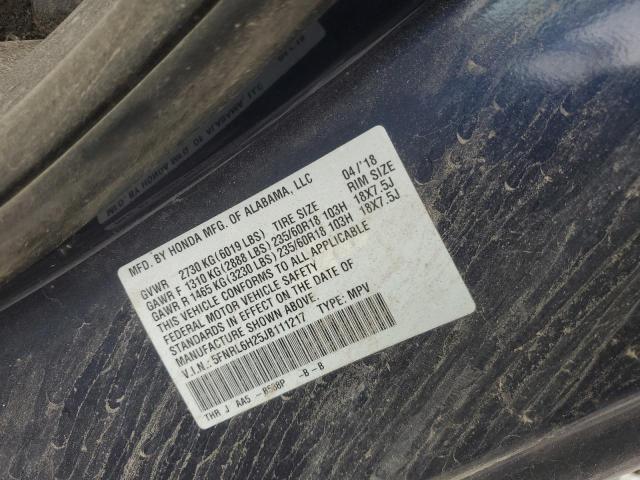 MFD. BY HONDA MFG. OF ALABAMA, LLC 04/'18
GVWR 2730 KG(6019 LBS) TIRE SIZE RIM SIZE
GAWR F 1310 KG(2888 LBS)235/60R18 103H 18X7.5J
GAWR R 1465 KG(3230 LBS)235/60R18 103H 18X7.5J
THIS VEHICLE CONFORMS TO ALL APPLICABLE
FEDERAL MOTOR VEHICLE SAFETY
STANDARDS IN EFFECT ON THE DATE OF
MANUFACTURE SHOWN ABOVE.
V.I.N.: 5FNRL6H25JB111217 TYPE: MPV
THR J AA5 -B588P -B-B